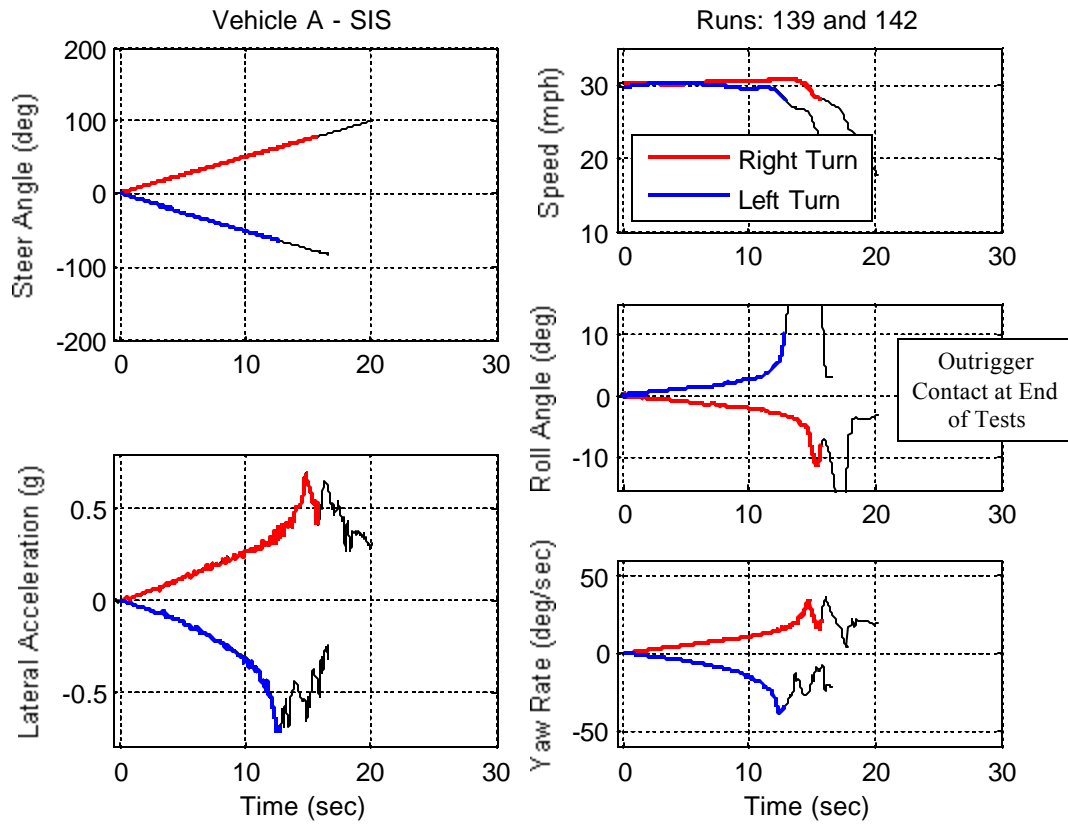 Vehicle A - SIS
Runs: 139 and 142
Steer Angle (deg)
200
100
0
-100
-200
0
10
20
30
Speed (mph)
30
20
10
Right Turn
Left Turn
0
10
20
30
Roll Angle (deg)
10
0
-10
Outrigger
Contact at End
of Tests
0
10
20
30
Lateral Acceleration (g)
0.5
0
-0.5
0
10
20
30
Time (sec)
Yaw Rate (deg/sec)
50
0
-50
0
10
20
30
Time (sec)